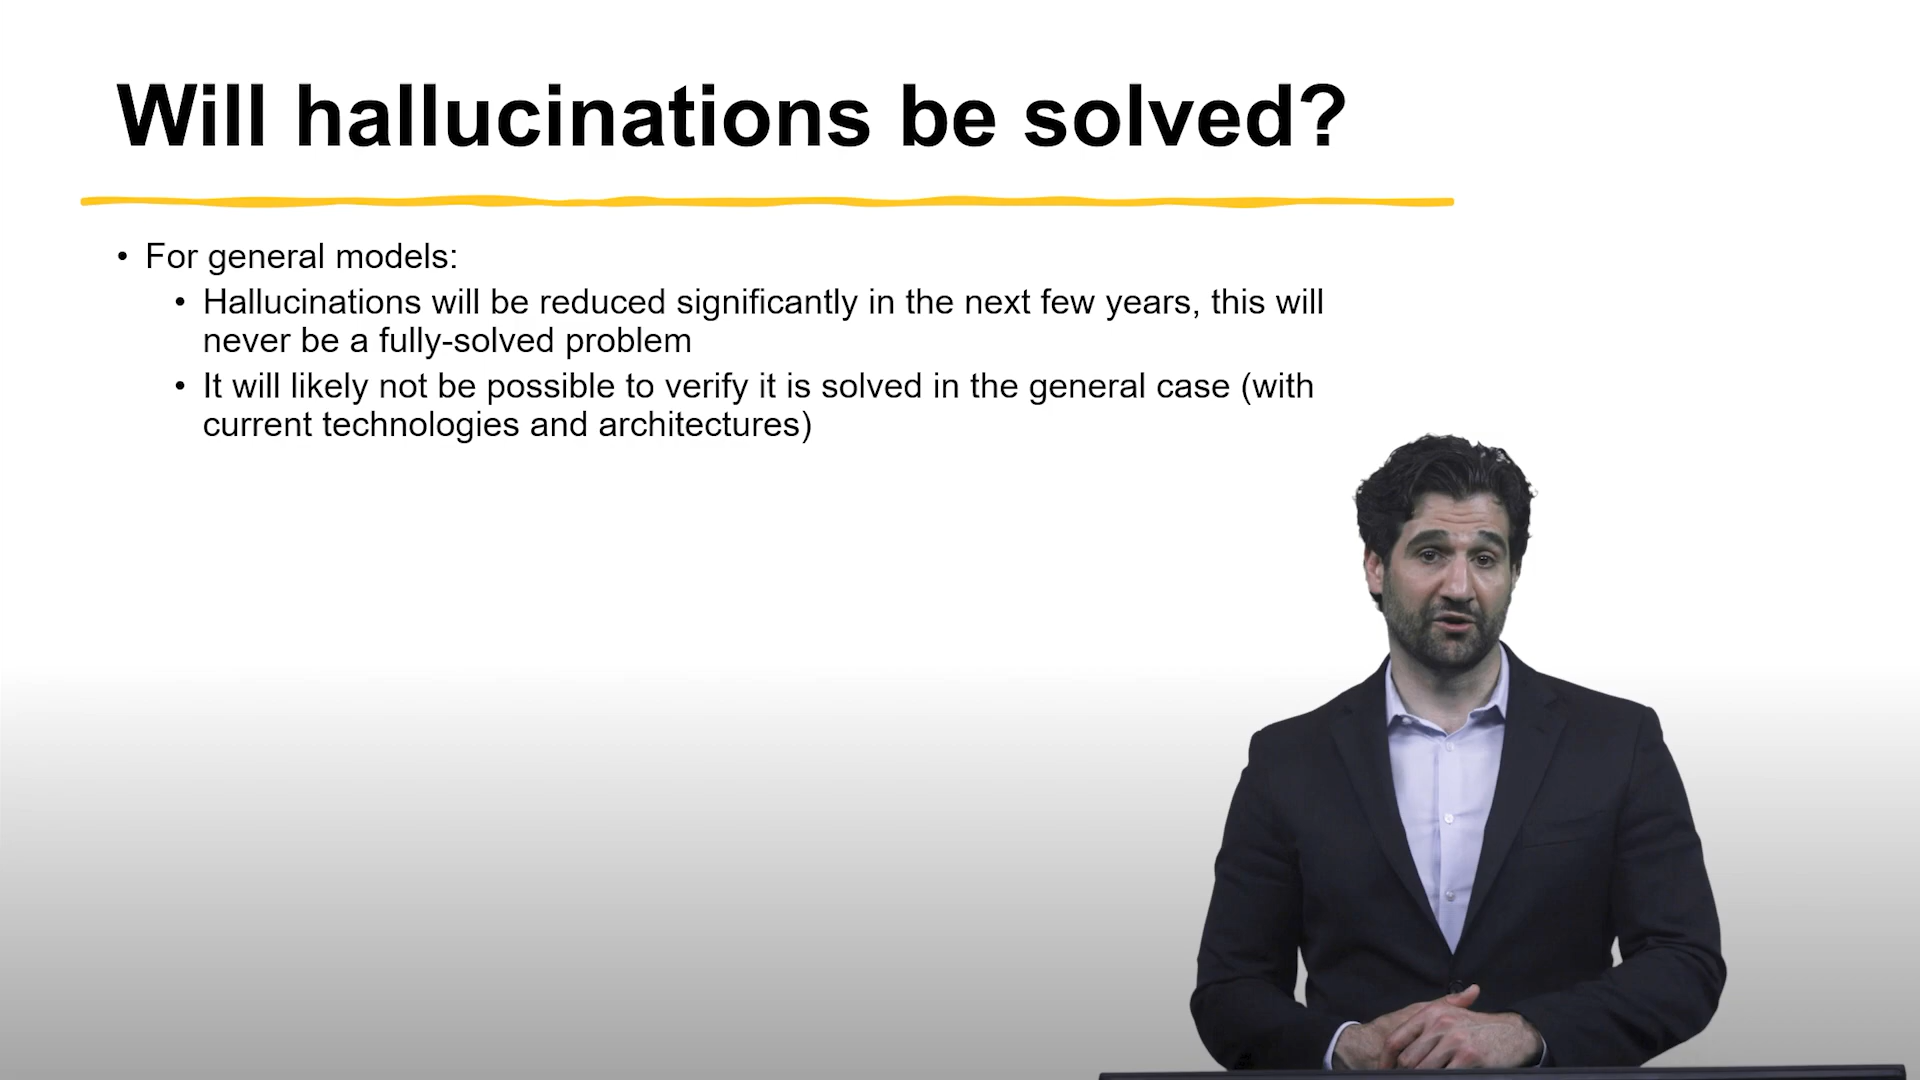 Will hallucinations be solved?
• For general models:
• Hallucinations will be reduced significantly in the next few years, this will
never be a fully-solved problem
• It will likely not be possible to verify it is solved in the general case (with
current technologies and architectures)